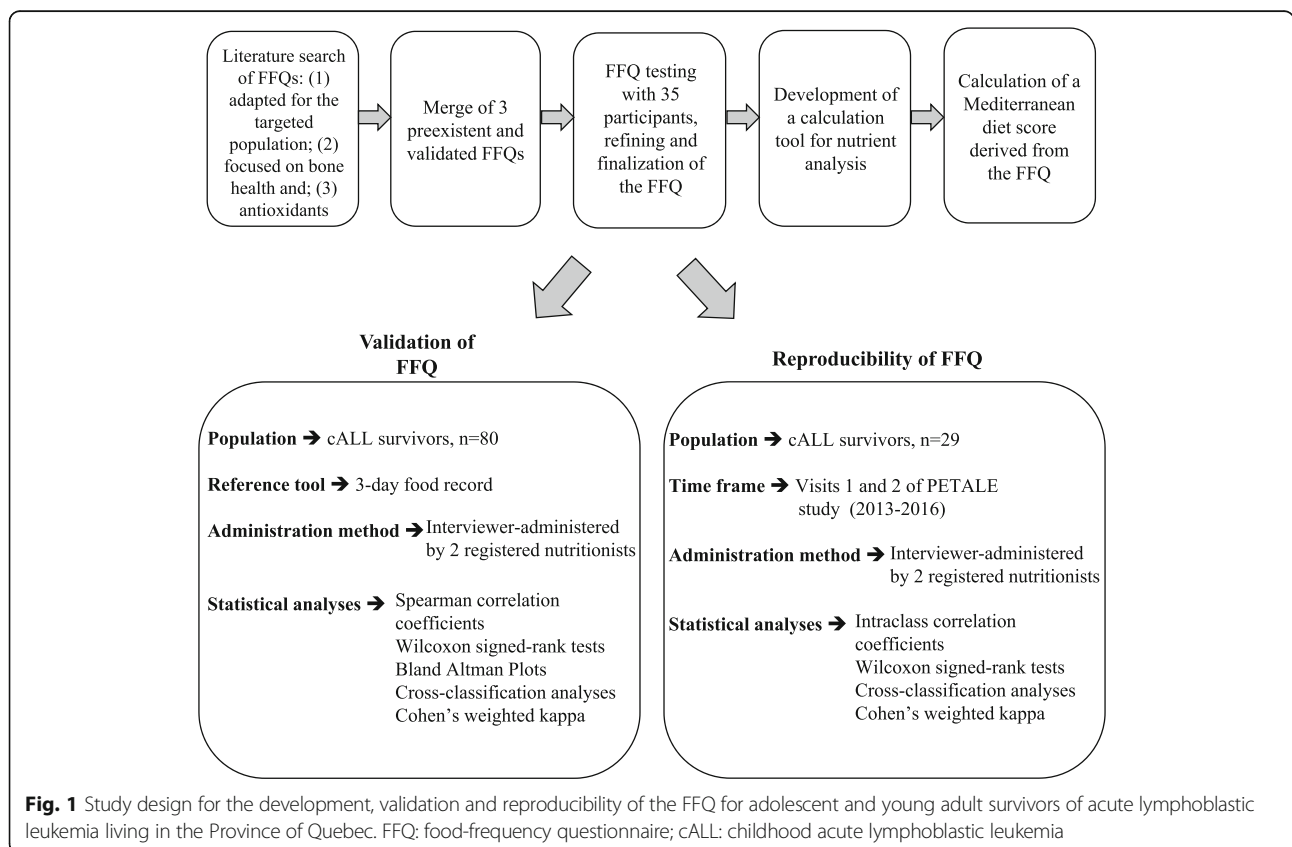 Literature search
of FFQs: (1)
adapted for the
targeted
population; (2)
focused on bone
health and; (3)
antioxidants
Merge of 3
preexistent and
validated FFQs
FFQ testing
with 35
participants,
refining and
finalization of
the FFQ
Development of
a calculation
tool for nutrient
analysis
Calculation of a
Mediterranean
diet score
derived from
the FFQ
Validation of
FFQ
Population ➔ cALL survivors, n=80
Reference tool ➔ 3-day food record
Administration method ➔ Interviewer-administered
by 2 registered nutritionists
Statistical analyses ➔ Spearman correlation
coefficients
Wilcoxon signed-rank tests
Bland Altman Plots
Cross-classification analyses
Cohen's weighted kappa
Reproducibility of FFQ
Population ➔ cALL survivors, n=29
Time frame ➔ Visits 1 and 2 of PETALE
study (2013-2016)
Administration method ➔ Interviewer-administered
by 2 registered nutritionists
Statistical analyses ➔ Intraclass correlation
coefficients
Wilcoxon signed-rank tests
Cross-classification analyses
Cohen's weighted kappa
Fig. 1 Study design for the development, validation and reproducibility of the FFQ for adolescent and young adult survivors of acute lymphoblastic
leukemia living in the Province of Quebec. FFQ: food-frequency questionnaire; cALL: childhood acute lymphoblastic leukemia